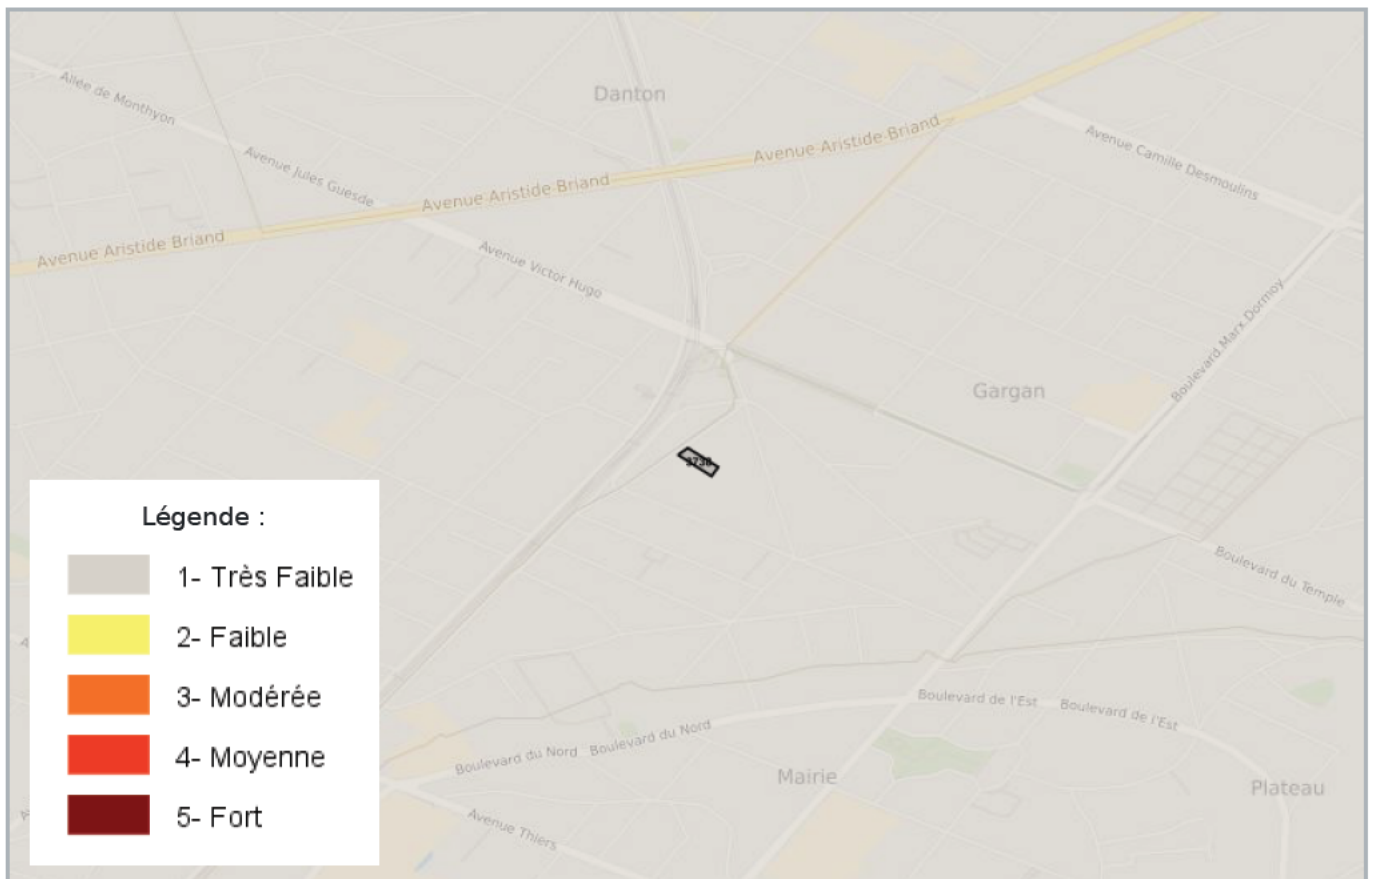 Danton
Allée de Monthyon
Avenue Jules Guesde
Avenue Aristide Briand
Avenue Aristide Briand
Avenue Aristide Briand
Avenue Camille Desmoulins
Avenue Victor Hugo
Boulevard Marx Dormoy
Gargan
Légende :
1- Très Faible
2- Faible
3- Modérée
4- Moyenne
5- Fort
Boulevard du Temple
Boulevard de l'Est
Boulevard de l'Est
Boulevard du Nord
Boulevard du Nord
Mairie
Plateau
Avenue Thiers